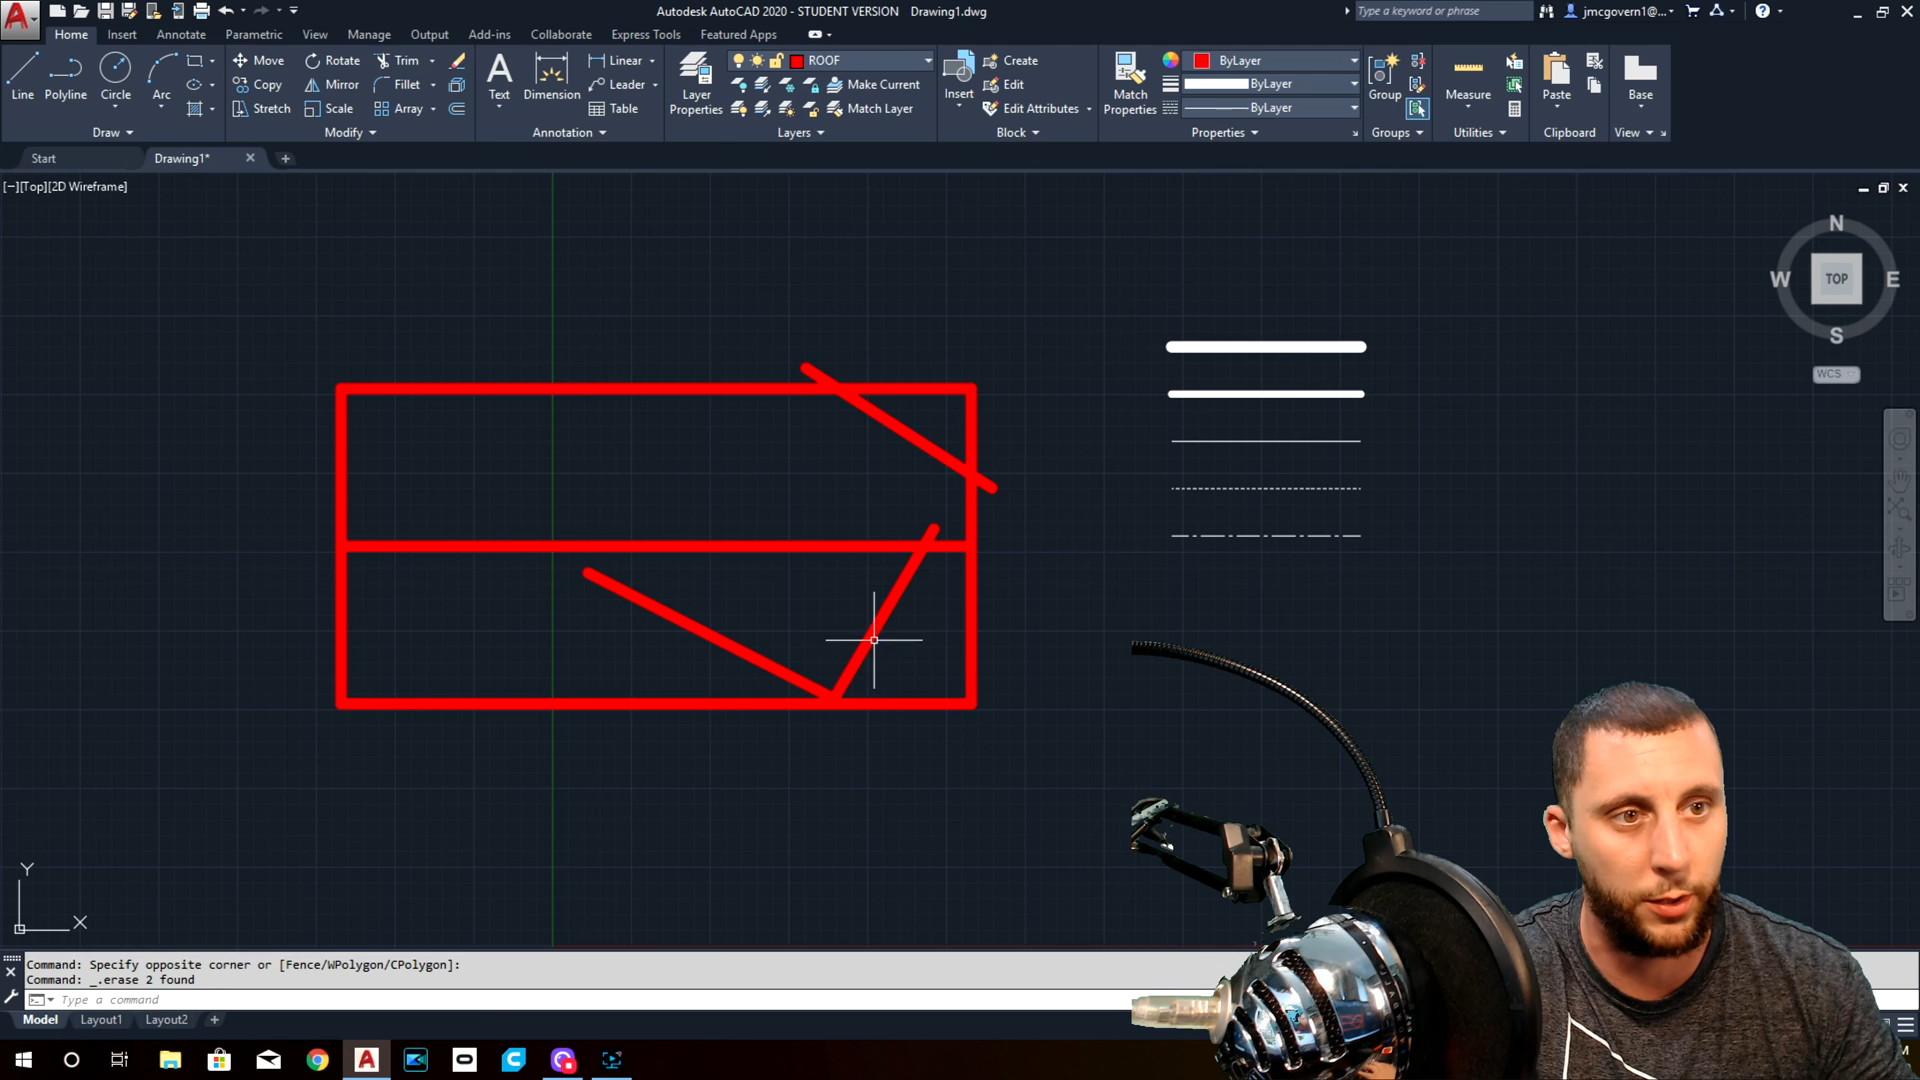 Autodesk AutoCAD 2020 - STUDENT VERSION Drawing1.dwg
Type a keyword or phrase
jmcgovern1@...
Home Insert Annotate Parametric View Manage Output Add-ins Collaborate Express Tools Featured Apps
Line Polyline Circle Arc
Move Rotate Trim
Copy Mirror Fillet
Stretch Scale Array
Text Dimension
Linear
Leader
Table
Layer Properties
ROOF
Make Current
Match Layer
Insert
Create
Edit
Edit Attributes
Match Properties
ByLayer
ByLayer
ByLayer
Group
Measure
Paste
Base
Draw Modify Annotation Layers Block Properties Groups Utilities Clipboard View
Start Drawing1*
[−][Top][2D Wireframe]
N
W TOP E
S
WCS
Y
X
Command: Specify opposite corner or [Fence/WPolygon/CPolygon]:
Command: _.erase 2 found
Type a command
Model Layout1 Layout2